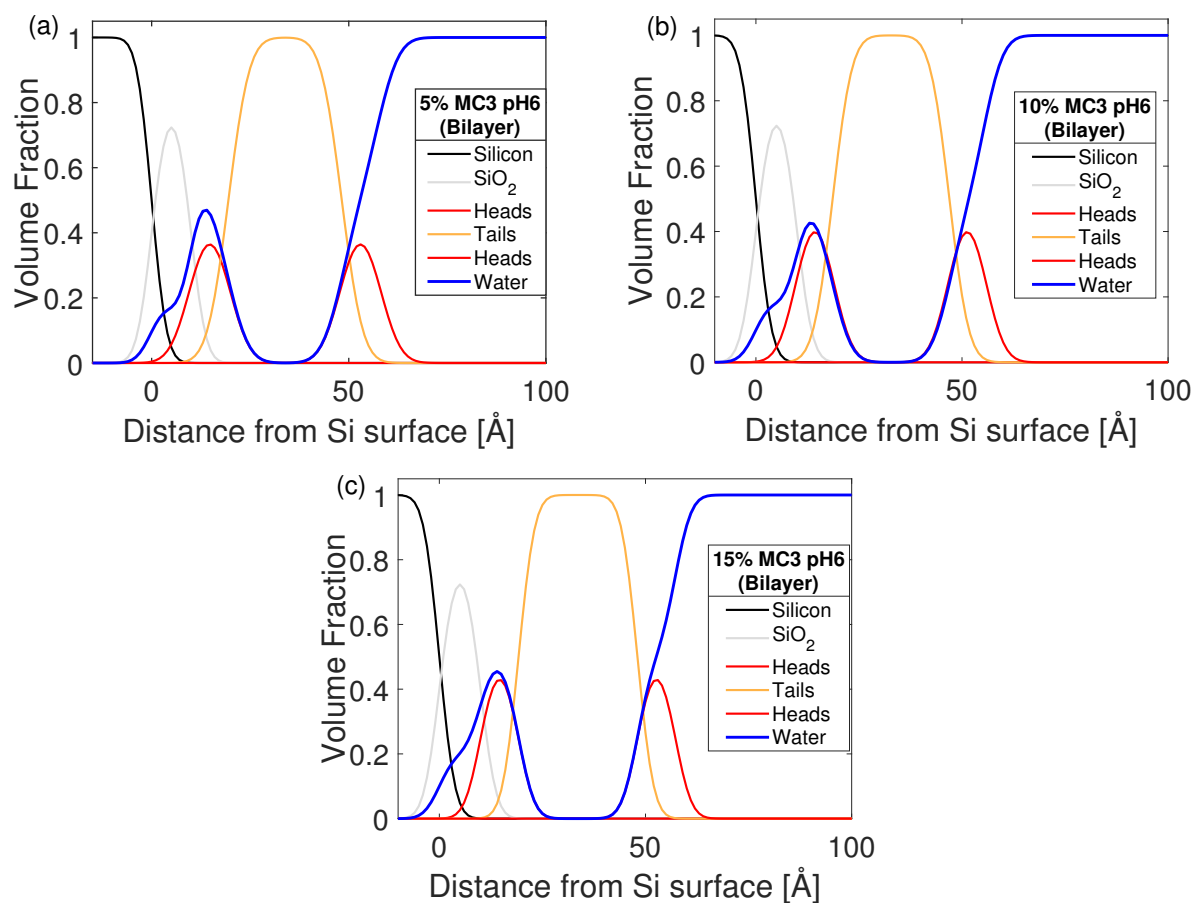 (a)
1
0.8
0.6
0.4
0.2
0
Volume Fraction
5% MC3 pH6
(Bilayer)
Silicon
SiO2
Heads
Tails
Heads
Water
0 50 100
Distance from Si surface [Å]
(b)
1
0.8
0.6
0.4
0.2
0
Volume Fraction
10% MC3 pH6
(Bilayer)
Silicon
SiO2
Heads
Tails
Heads
Water
0 50 100
Distance from Si surface [Å]
(c)
1
0.8
0.6
0.4
0.2
0
Volume Fraction
15% MC3 pH6
(Bilayer)
Silicon
SiO2
Heads
Tails
Heads
Water
0 50 100
Distance from Si surface [Å]